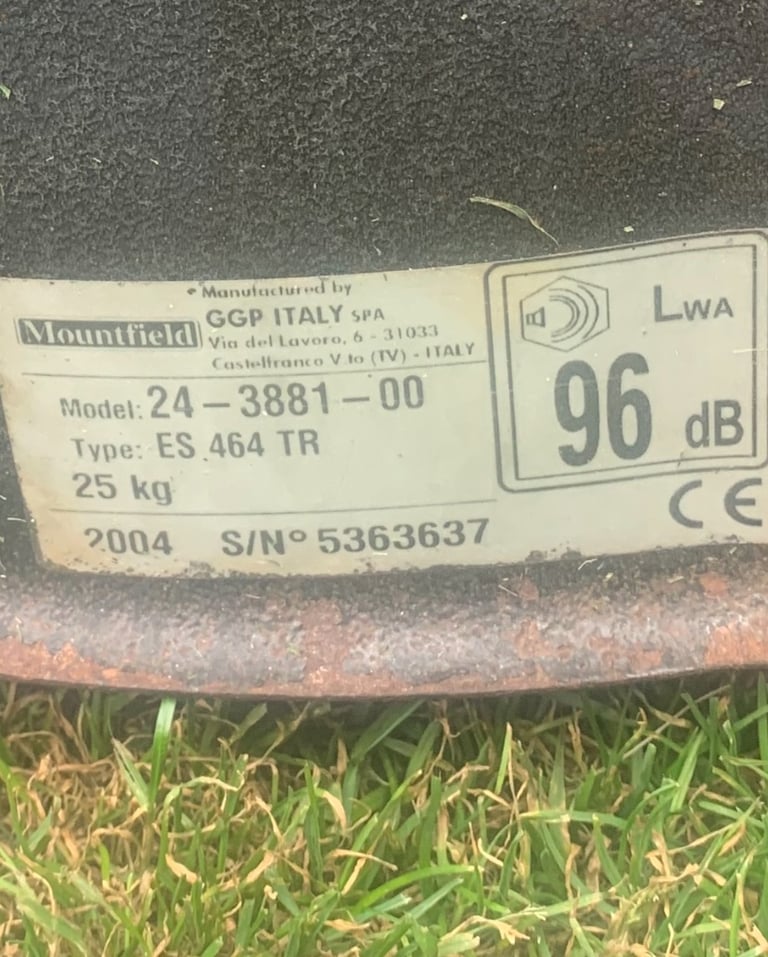 Manufactured by
Mountfield GGP ITALY SPA
Via del Lavoro, 6 - 31033
Castelfranco V.to (TV) - ITALY
Model: 24-3881-00
Type: ES 464 TR
25 kg
2004 S/N° 5363637
LWA
96 dB
CE